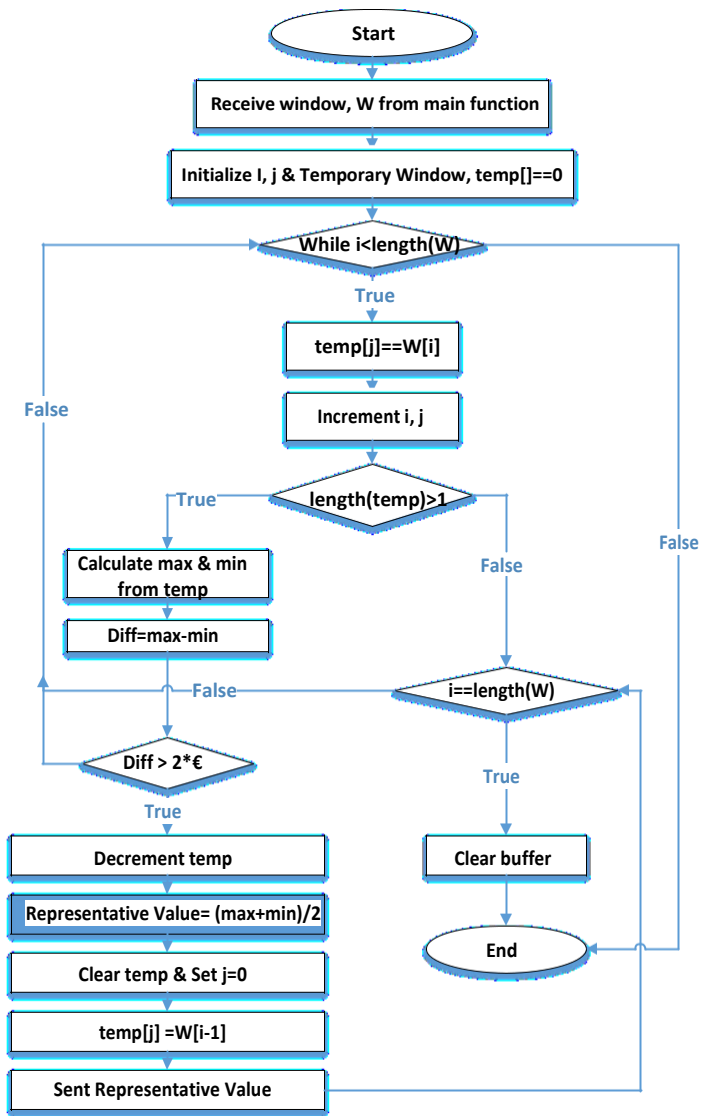 Start
Receive window, W from main function
Initialize I, j & Temporary Window, temp[]==0
While i<length(W)
True
temp[j]==W[i]
Increment i, j
False
length(temp)>1
True
Calculate max & min
from temp
False
False
Diff=max-min
i==length(W)
False
Diff > 2*€
True
True
Decrement temp
Clear buffer
Representative Value= (max+min)/2
End
Clear temp & Set j=0
temp[j] =W[i-1]
Sent Representative Value